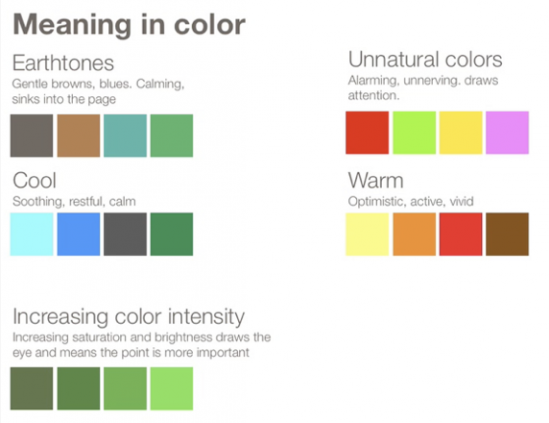 Meaning in color
Earthtones
Gentle browns, blues. Calming,
sinks into the page
Unnatural colors
Alarming, unnerving. draws
attention.
Cool
Soothing, restful, calm
Warm
Optimistic, active, vivid
Increasing color intensity
Increasing saturation and brightness draws the
eye and means the point is more important